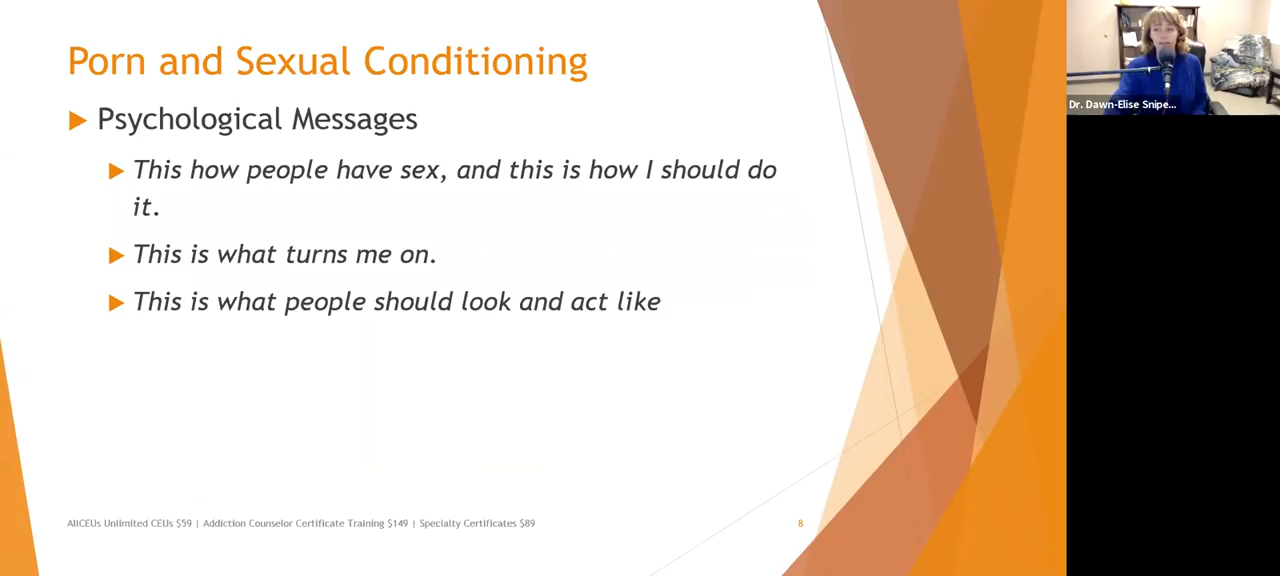 Porn and Sexual Conditioning
Psychological Messages
This how people have sex, and this is how I should do
it.
This is what turns me on.
This is what people should look and act like
AllCEUs Unlimited CEUs $59 | Addiction Counselor Certificate Training $149 | Specialty Certificates $89
8
Dr. Dawn-Elise Snipe...